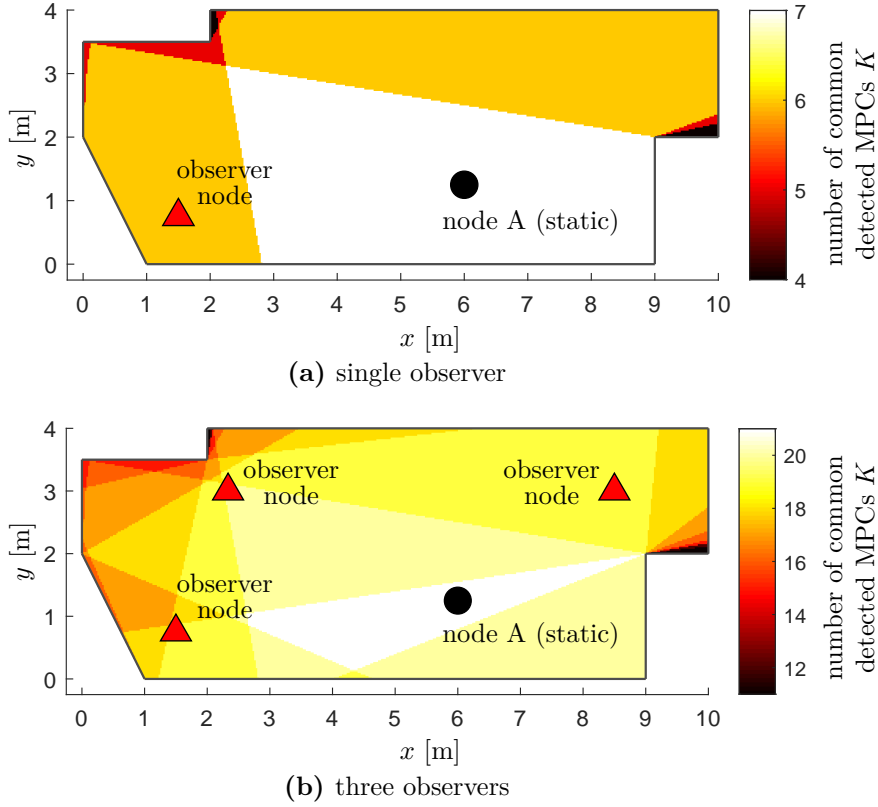 4
3
2
1
0
y [m]
observer
node
node A (static)
0 1 2 3 4 5 6 7 8 9 10
x [m]
7
6
5
4
number of common
detected MPCs K
(a) single observer
4
3
2
1
0
y [m]
observer
node
observer
node
observer
node
node A (static)
0 1 2 3 4 5 6 7 8 9 10
x [m]
20
18
16
14
12
number of common
detected MPCs K
(b) three observers